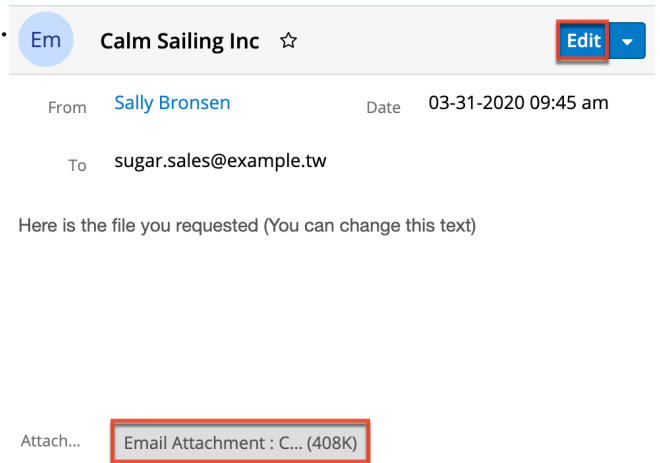 Em Calm Sailing Inc Edit
From Sally Bronsen Date 03-31-2020 09:45 am
To sugar.sales@example.tw
Here is the file you requested (You can change this text)
Attach... Email Attachment : C... (408K)